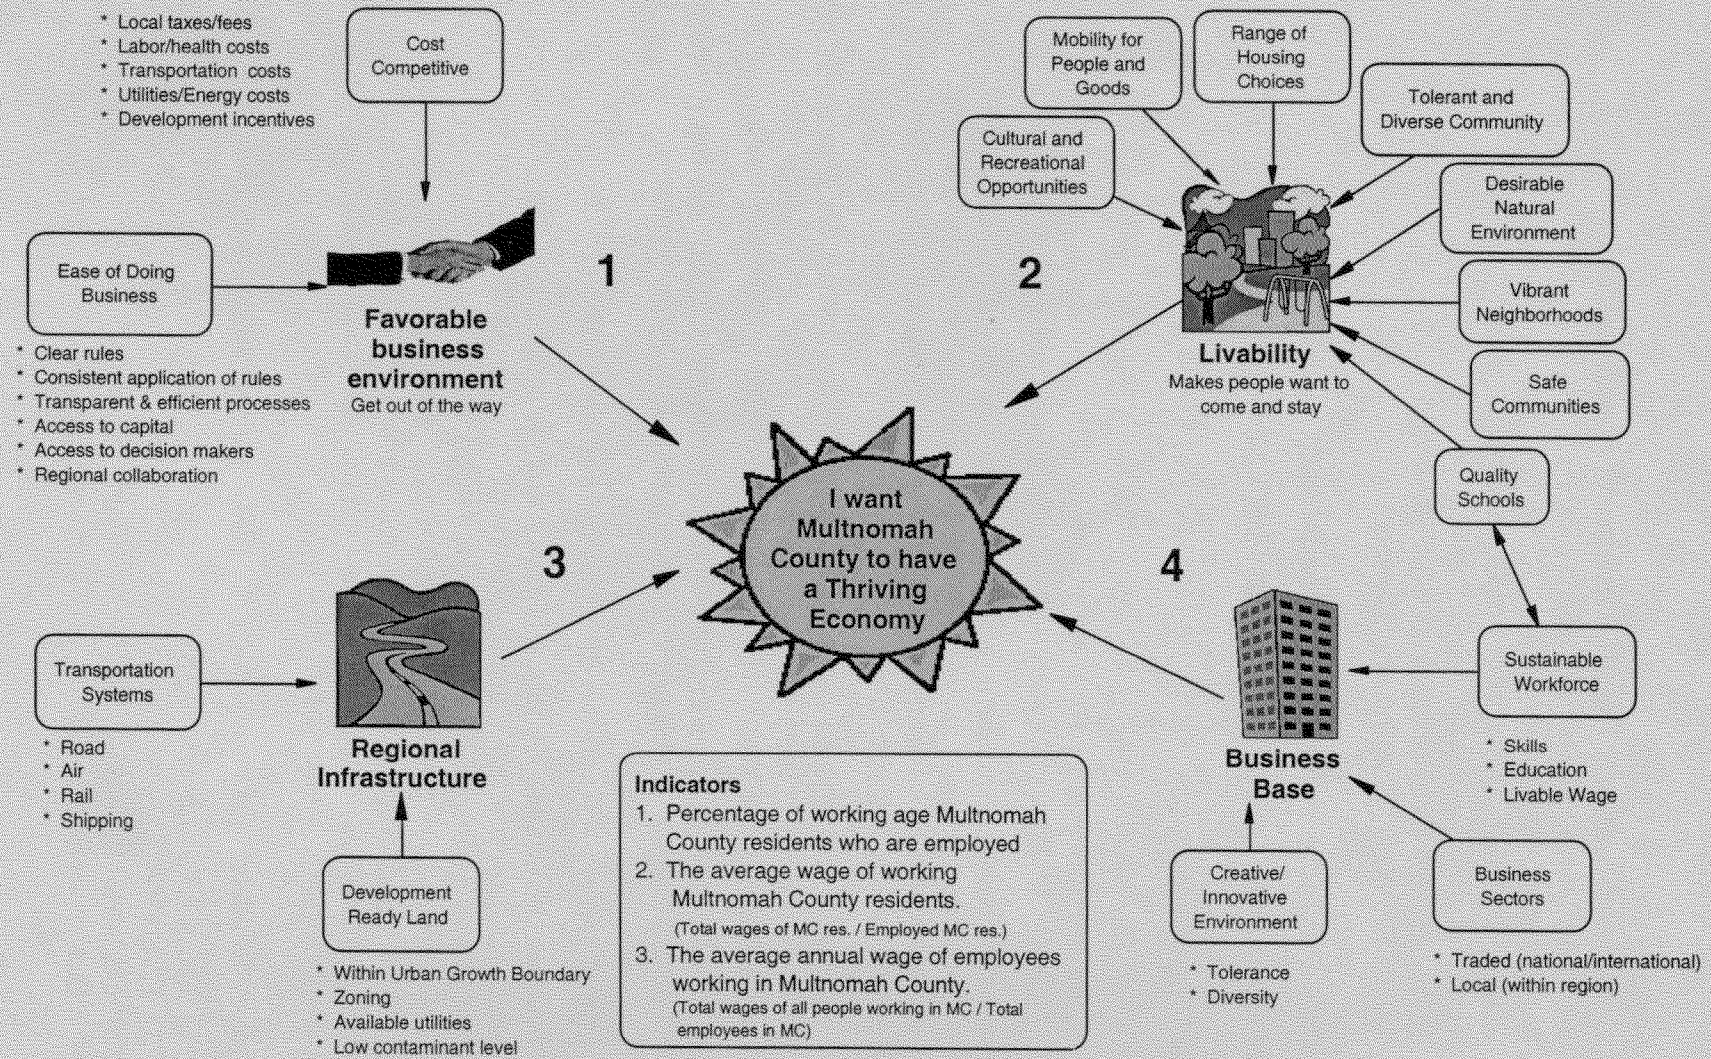 * Local taxes/fees
* Labor/health costs
* Transportation costs
* Utilities/Energy costs
* Development incentives
Cost
Competitive
Ease of Doing
Business
* Clear rules
* Consistent application of rules
* Transparent & efficient processes
* Access to capital
* Access to decision makers
* Regional collaboration
1
Favorable
business
environment
Get out of the way
Mobility for
People and
Goods
Range of
Housing
Choices
Tolerant and
Diverse Community
Cultural and
Recreational
Opportunities
Desirable
Natural
Environment
Vibrant
Neighborhoods
Safe
Communities
Quality
Schools
2
Livability
Makes people want to
come and stay
I want
Multnomah
County to have
a Thriving
Economy
3
Transportation
Systems
* Road
* Air
* Rail
* Shipping
Regional
Infrastructure
Development
Ready Land
* Within Urban Growth Boundary
* Zoning
* Available utilities
* Low contaminant level
Indicators
1. Percentage of working age Multnomah
County residents who are employed
2. The average wage of working
Multnomah County residents.
(Total wages of MC res. / Employed MC res.)
3. The average annual wage of employees
working in Multnomah County.
(Total wages of all people working in MC / Total
employees in MC)
4
Business
Base
Sustainable
Workforce
* Skills
* Education
* Livable Wage
Creative/
Innovative
Environment
* Tolerance
* Diversity
Business
Sectors
* Traded (national/international)
* Local (within region)